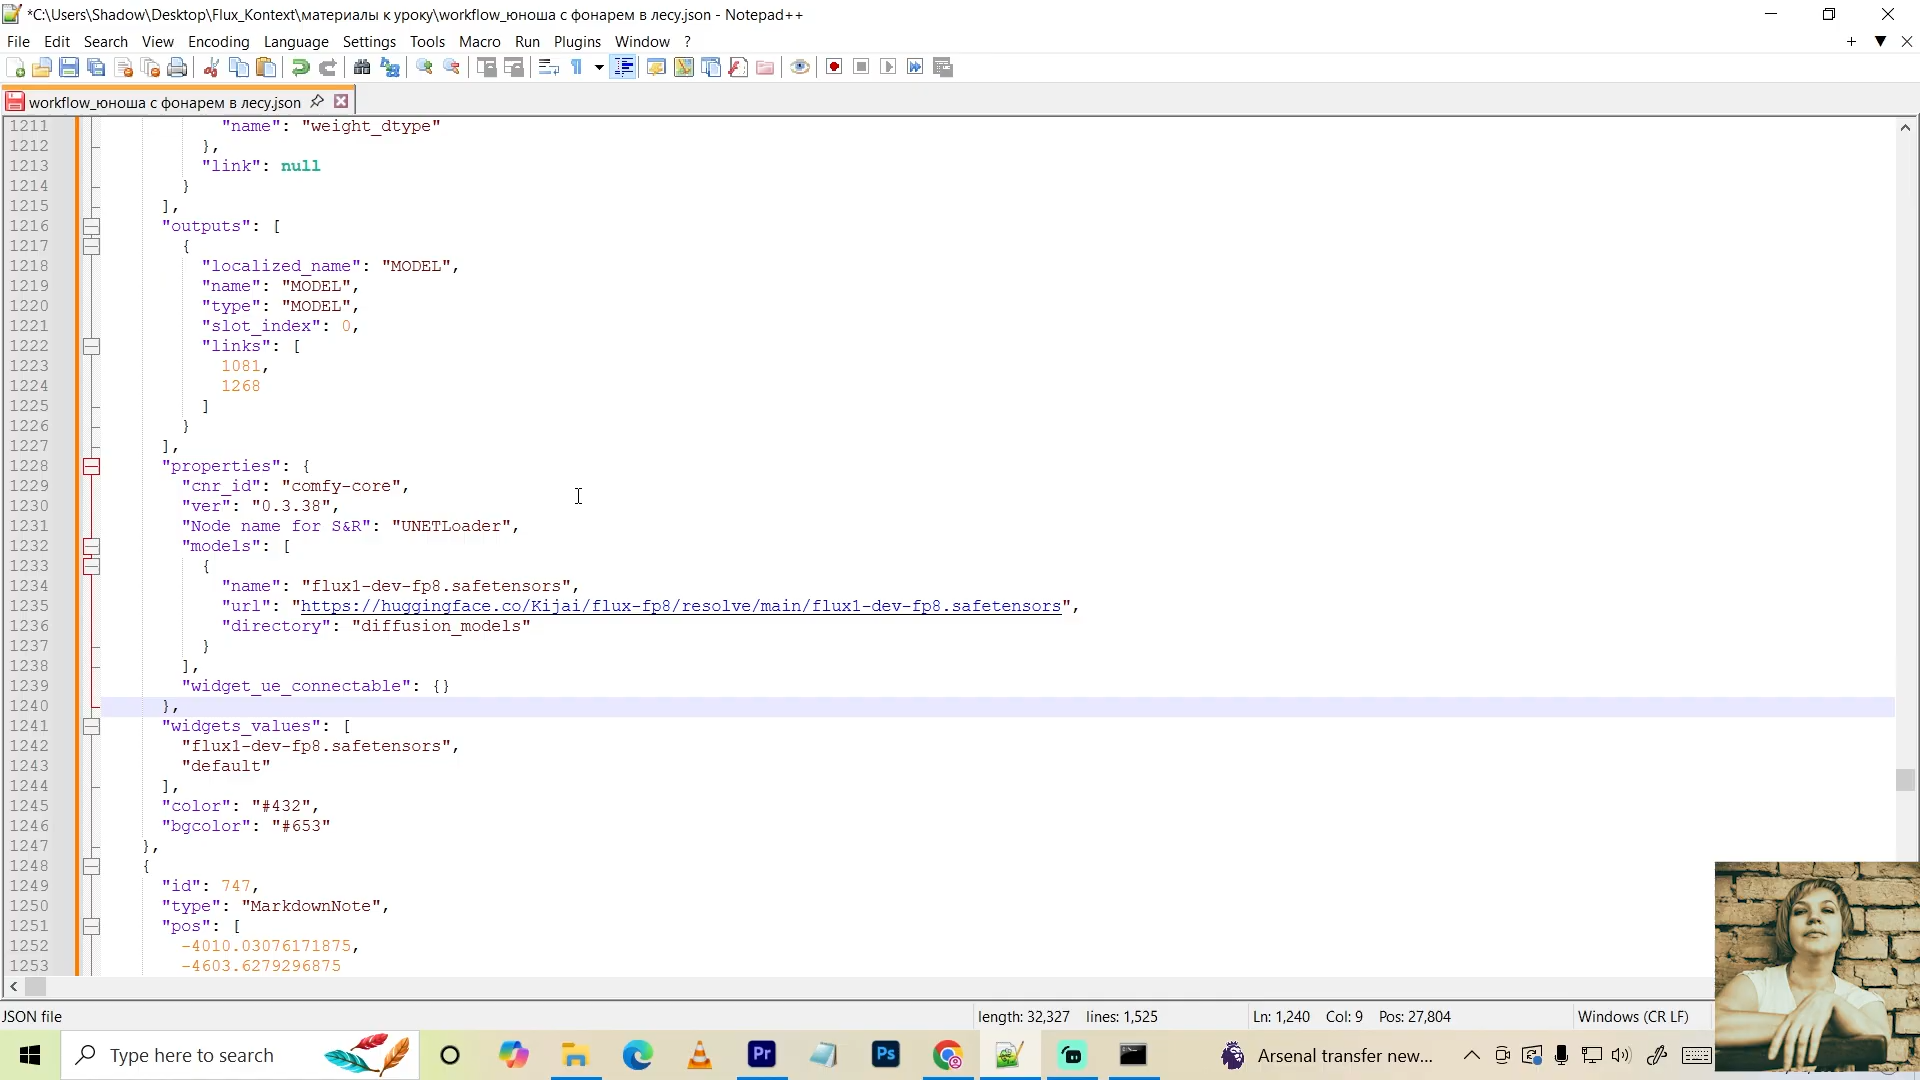 *C:\Users\Shadow\Desktop\Flux_Kontext\материалы к уроку\workflow_юноша с фонарем в лесу.json - Notepad++
File Edit Search View Encoding Language Settings Tools Macro Run Plugins Window ?
workflow_юноша с фонарем в лесу.json
1211 "name": "weight_dtype"
1212 },
1213 "link": null
1214 }
1215 ],
1216 "outputs": [
1217 {
1218 "localized_name": "MODEL",
1219 "name": "MODEL",
1220 "type": "MODEL",
1221 "slot_index": 0,
1222 "links": [
1223 1081,
1224 1268
1225 ]
1226 }
1227 ],
1228 "properties": {
1229 "cnr_id": "comfy-core",
1230 "ver": "0.3.38",
1231 "Node name for S&R": "UNETLoader",
1232 "models": [
1233 {
1234 "name": "flux1-dev-fp8.safetensors",
1235 "url": "https://huggingface.co/Kijai/flux-fp8/resolve/main/flux1-dev-fp8.safetensors",
1236 "directory": "diffusion_models"
1237 }
1238 ],
1239 "widget_ue_connectable": {}
1240 },
1241 "widgets_values": [
1242 "flux1-dev-fp8.safetensors",
1243 "default"
1244 ],
1245 "color": "#432",
1246 "bgcolor": "#653"
1247 },
1248 {
1249 "id": 747,
1250 "type": "MarkdownNote",
1251 "pos": [
1252 -4010.03076171875,
1253 -4603.6279296875
JSON file length: 32,327 lines: 1,525 Ln: 1,240 Col: 9 Pos: 27,804 Windows (CR LF)
Type here to search Pr Ps Arsenal transfer new...